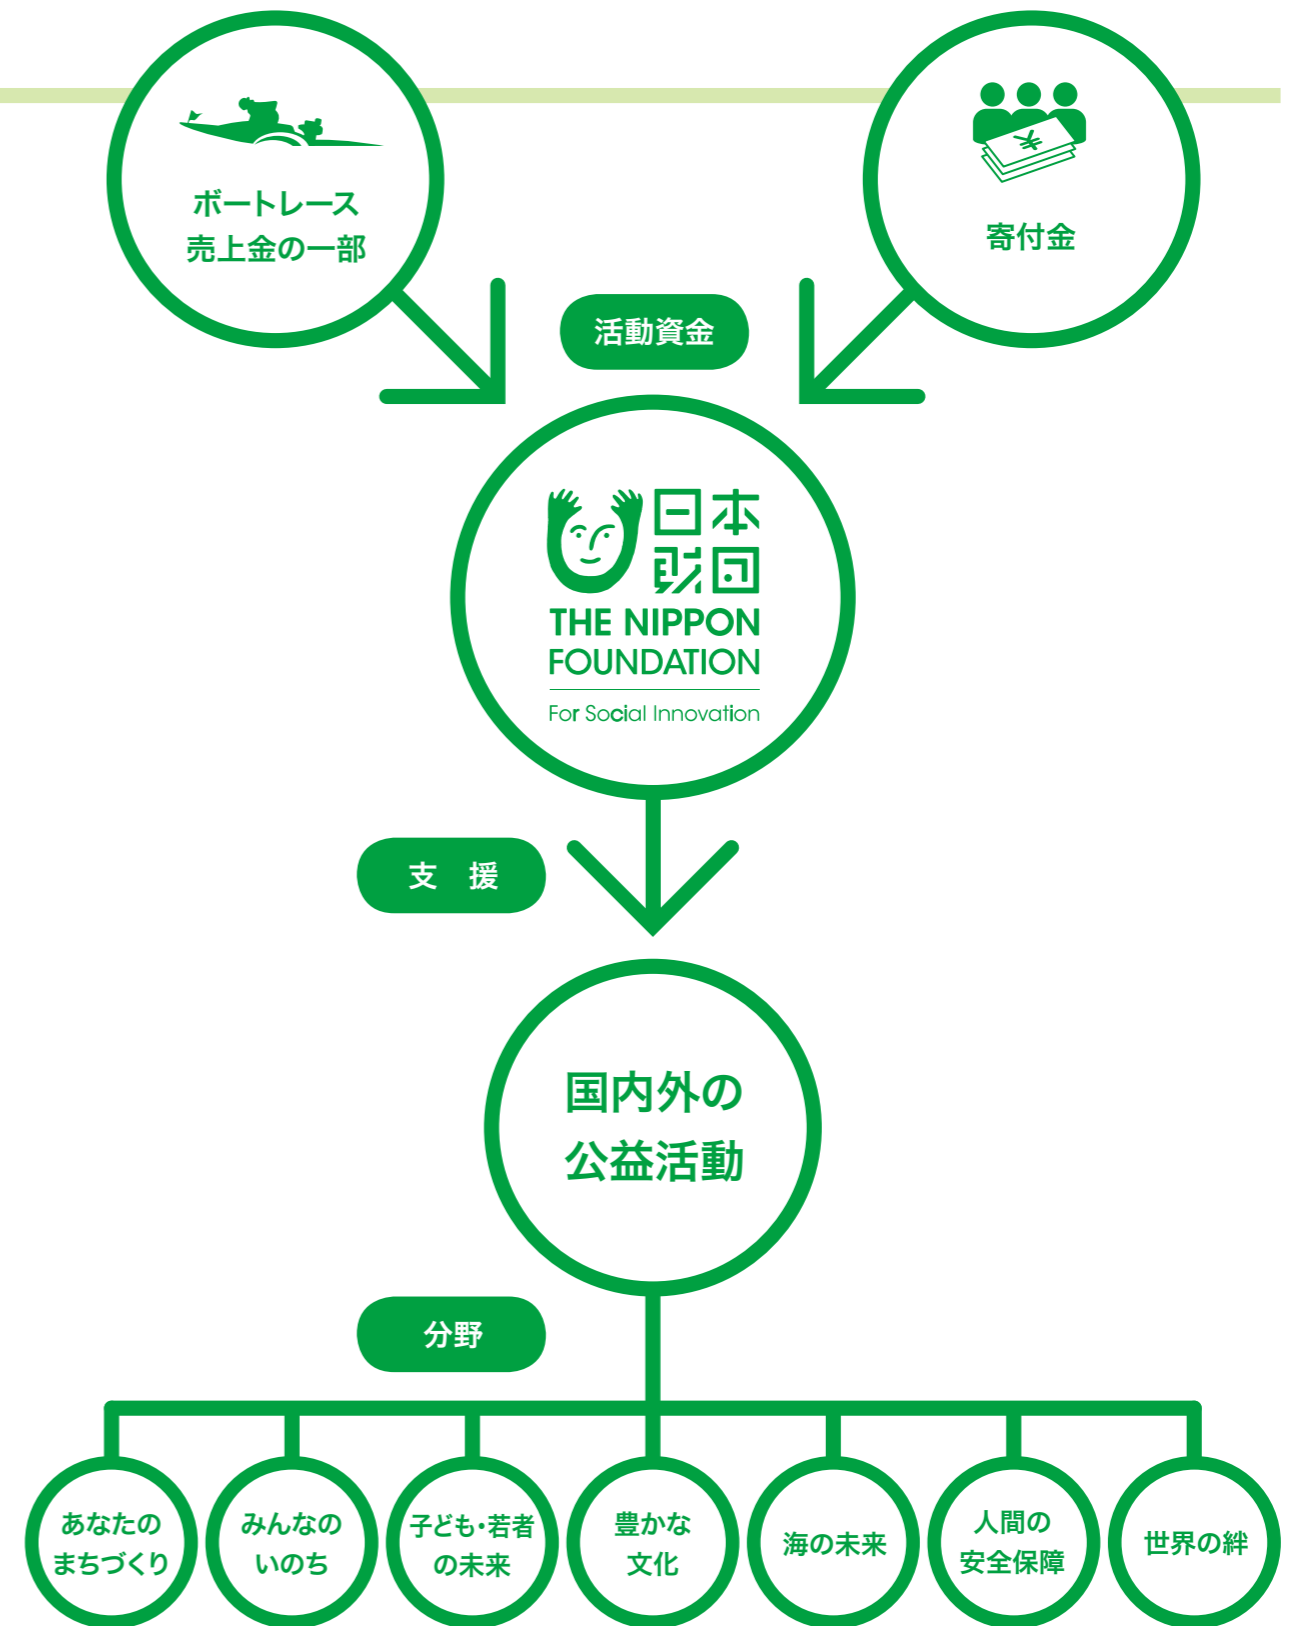 ボートレース
売上金の一部
¥
寄付金
活動資金
日本
財団
THE NIPPON
FOUNDATION
For Social Innovation
支　援
国内外の
公益活動
分野
あなたの
まちづくり
みんなの
いのち
子ども・若者
の未来
豊かな
文化
海の未来
人間の
安全保障
世界の絆